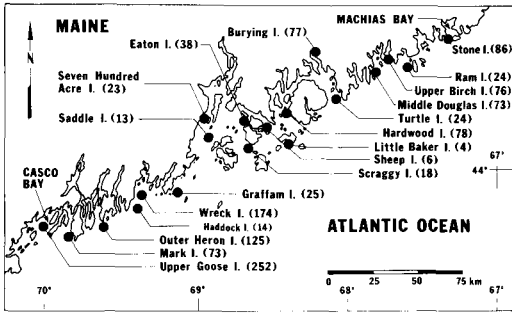 MAINE
MACHIAS BAY
Burying I. (77)
Eaton I. (38)
Stone I. (86)
N
Seven Hundred
Acre I. (23)
Ram I. (24)
Upper Birch I. (76)
Middle Douglas I. (73)
Saddle I. (13)
Turtle I. (24)
Hardwood I. (78)
Little Baker I. (4)
Sheep I. (6)
Scraggy I. (18)
67'
44°
CASCO
BAY
Graffam I. (25)
Wreck I. (174)
Haddock I. (14)
Outer Heron I. (125)
Mark I. (73)
Upper Goose I. (252)
ATLANTIC OCEAN
0 25 50 75 km
70' 69' 68' 67'